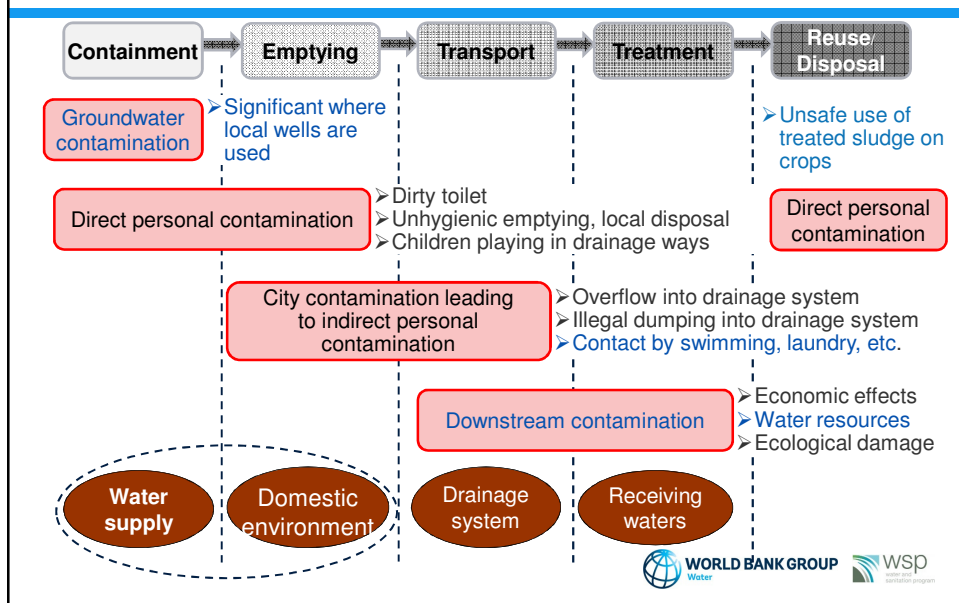 Containment
Emptying
Transport
Treatment
Reuse/
Disposal
Groundwater
contamination
➢Significant where
local wells are
used
➢Unsafe use of
treated sludge on
crops
Direct personal contamination
➢Dirty toilet
➢Unhygienic emptying, local disposal
➢Children playing in drainage ways
Direct personal
contamination
City contamination leading
to indirect personal
contamination
➢Overflow into drainage system
➢Illegal dumping into drainage system
➢Contact by swimming, laundry, etc.
Downstream contamination
➢Economic effects
➢Water resources
➢Ecological damage
Water
supply
Domestic
environment
Drainage
system
Receiving
waters
WORLD BANK GROUP
Water
wsp
water and
sanitation program